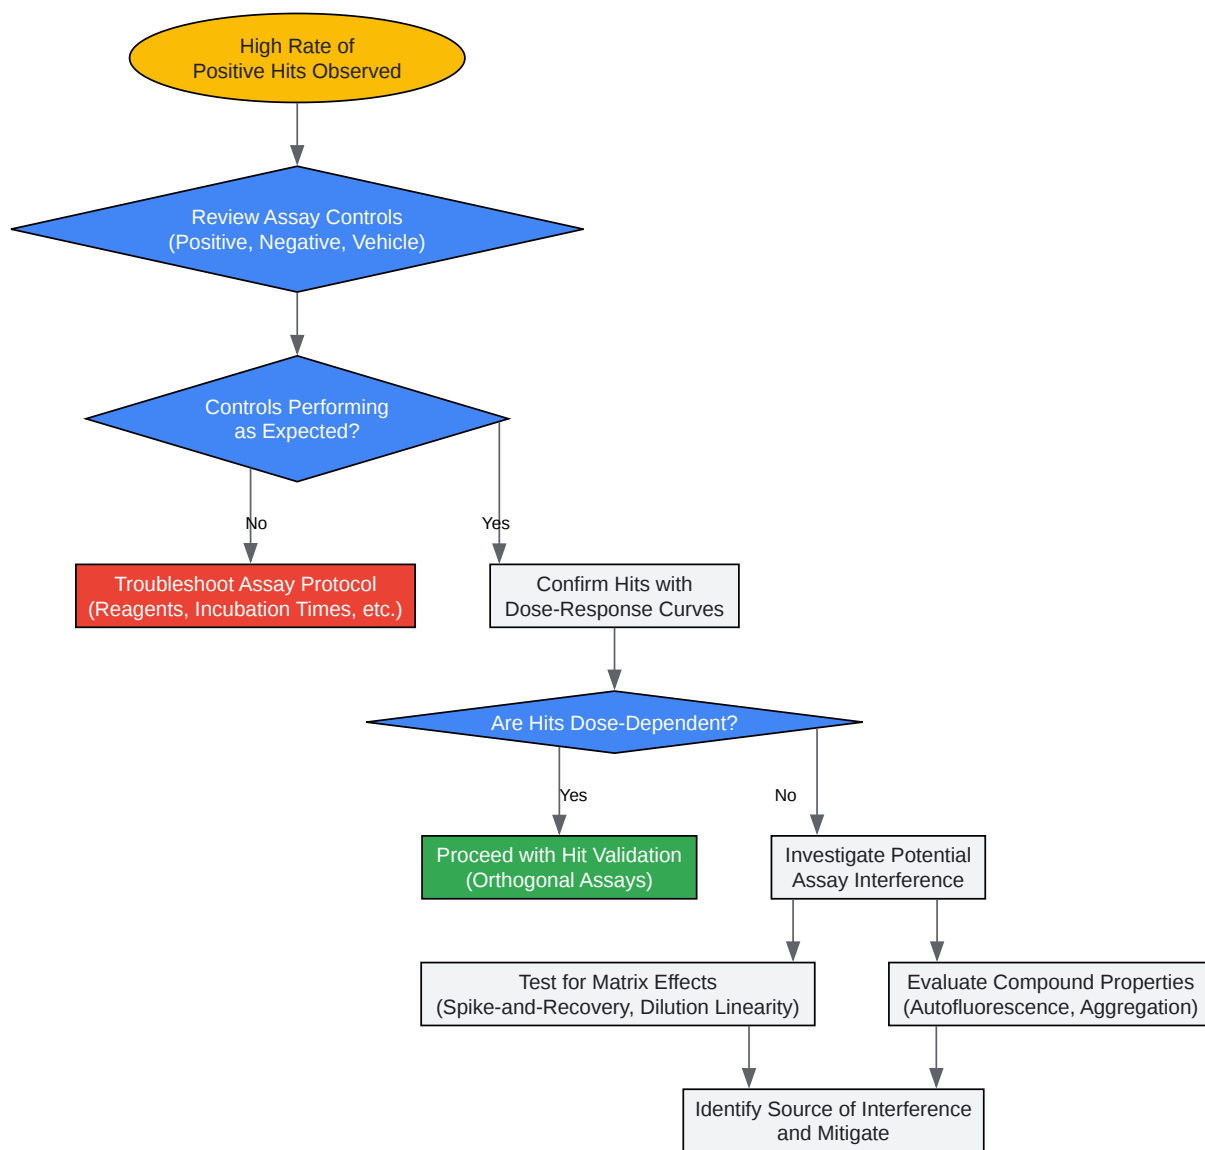 High Rate of
Positive Hits Observed
Review Assay Controls
(Positive, Negative, Vehicle)
Controls Performing
as Expected?
No
Yes
Troubleshoot Assay Protocol
(Reagents, Incubation Times, etc.)
Confirm Hits with
Dose-Response Curves
Are Hits Dose-Dependent?
Yes
No
Proceed with Hit Validation
(Orthogonal Assays)
Investigate Potential
Assay Interference
Test for Matrix Effects
(Spike-and-Recovery, Dilution Linearity)
Evaluate Compound Properties
(Autofluorescence, Aggregation)
Identify Source of Interference
and Mitigate